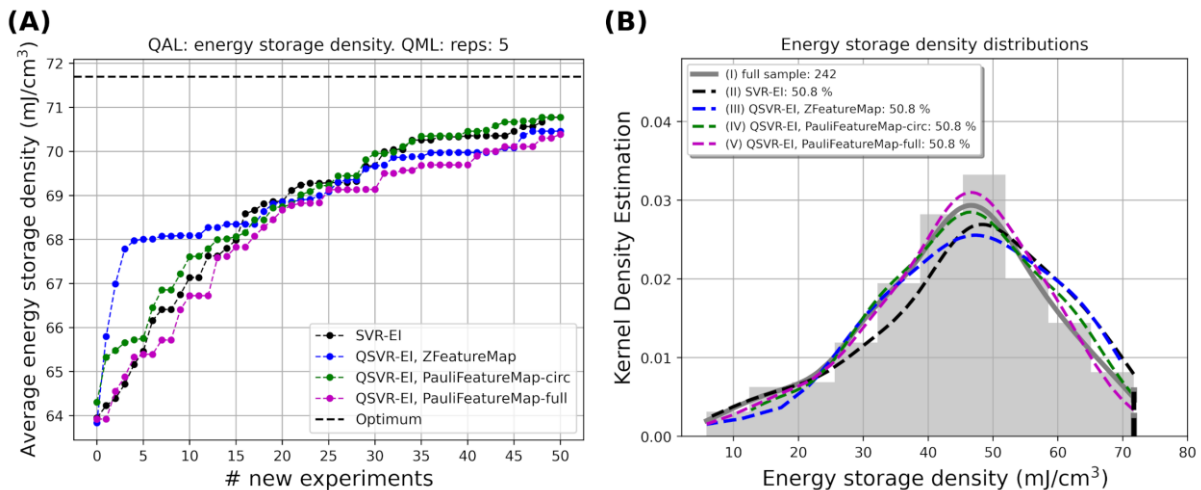 (A)
QAL: energy storage density. QML: reps: 5
Average energy storage density (mJ/cm³)
72
71
70
69
68
67
66
65
64
0 5 10 15 20 25 30 35 40 45 50
# new experiments
SVR-EI
QSVR-EI, ZFeatureMap
QSVR-EI, PauliFeatureMap-circ
QSVR-EI, PauliFeatureMap-full
Optimum
(B)
Energy storage density distributions
Kernel Density Estimation
0.04
0.03
0.02
0.01
0.00
10 20 30 40 50 60 70 80
Energy storage density (mJ/cm³)
(I) full sample: 242
(II) SVR-EI: 50.8 %
(III) QSVR-EI, ZFeatureMap: 50.8 %
(IV) QSVR-EI, PauliFeatureMap-circ: 50.8 %
(V) QSVR-EI, PauliFeatureMap-full: 50.8 %